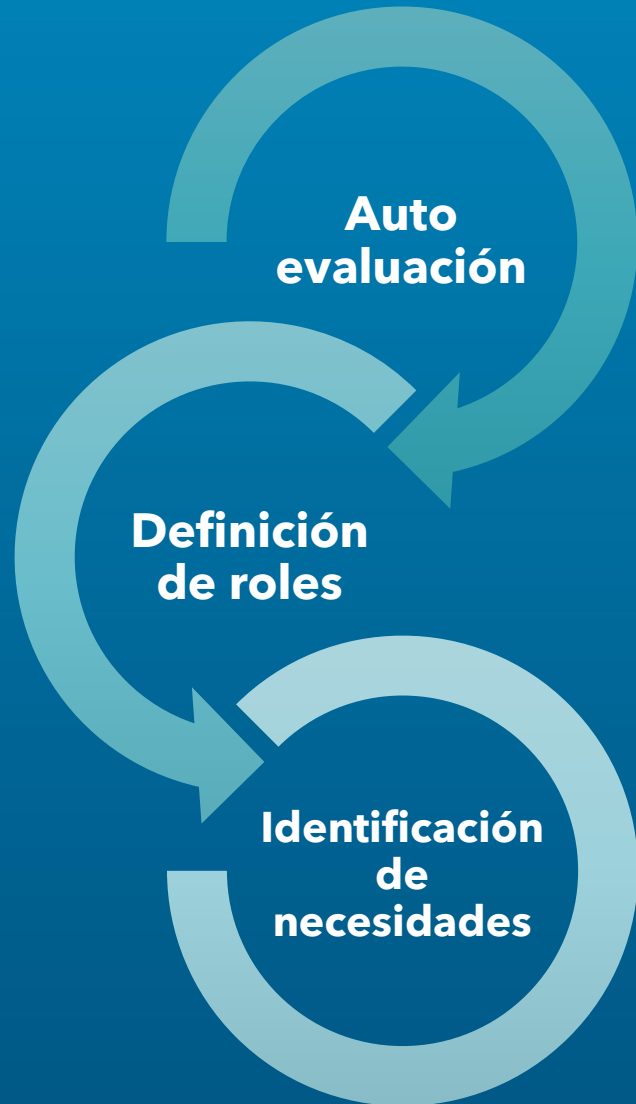 Auto
evaluación
Definición
de roles
Identificación
de
necesidades